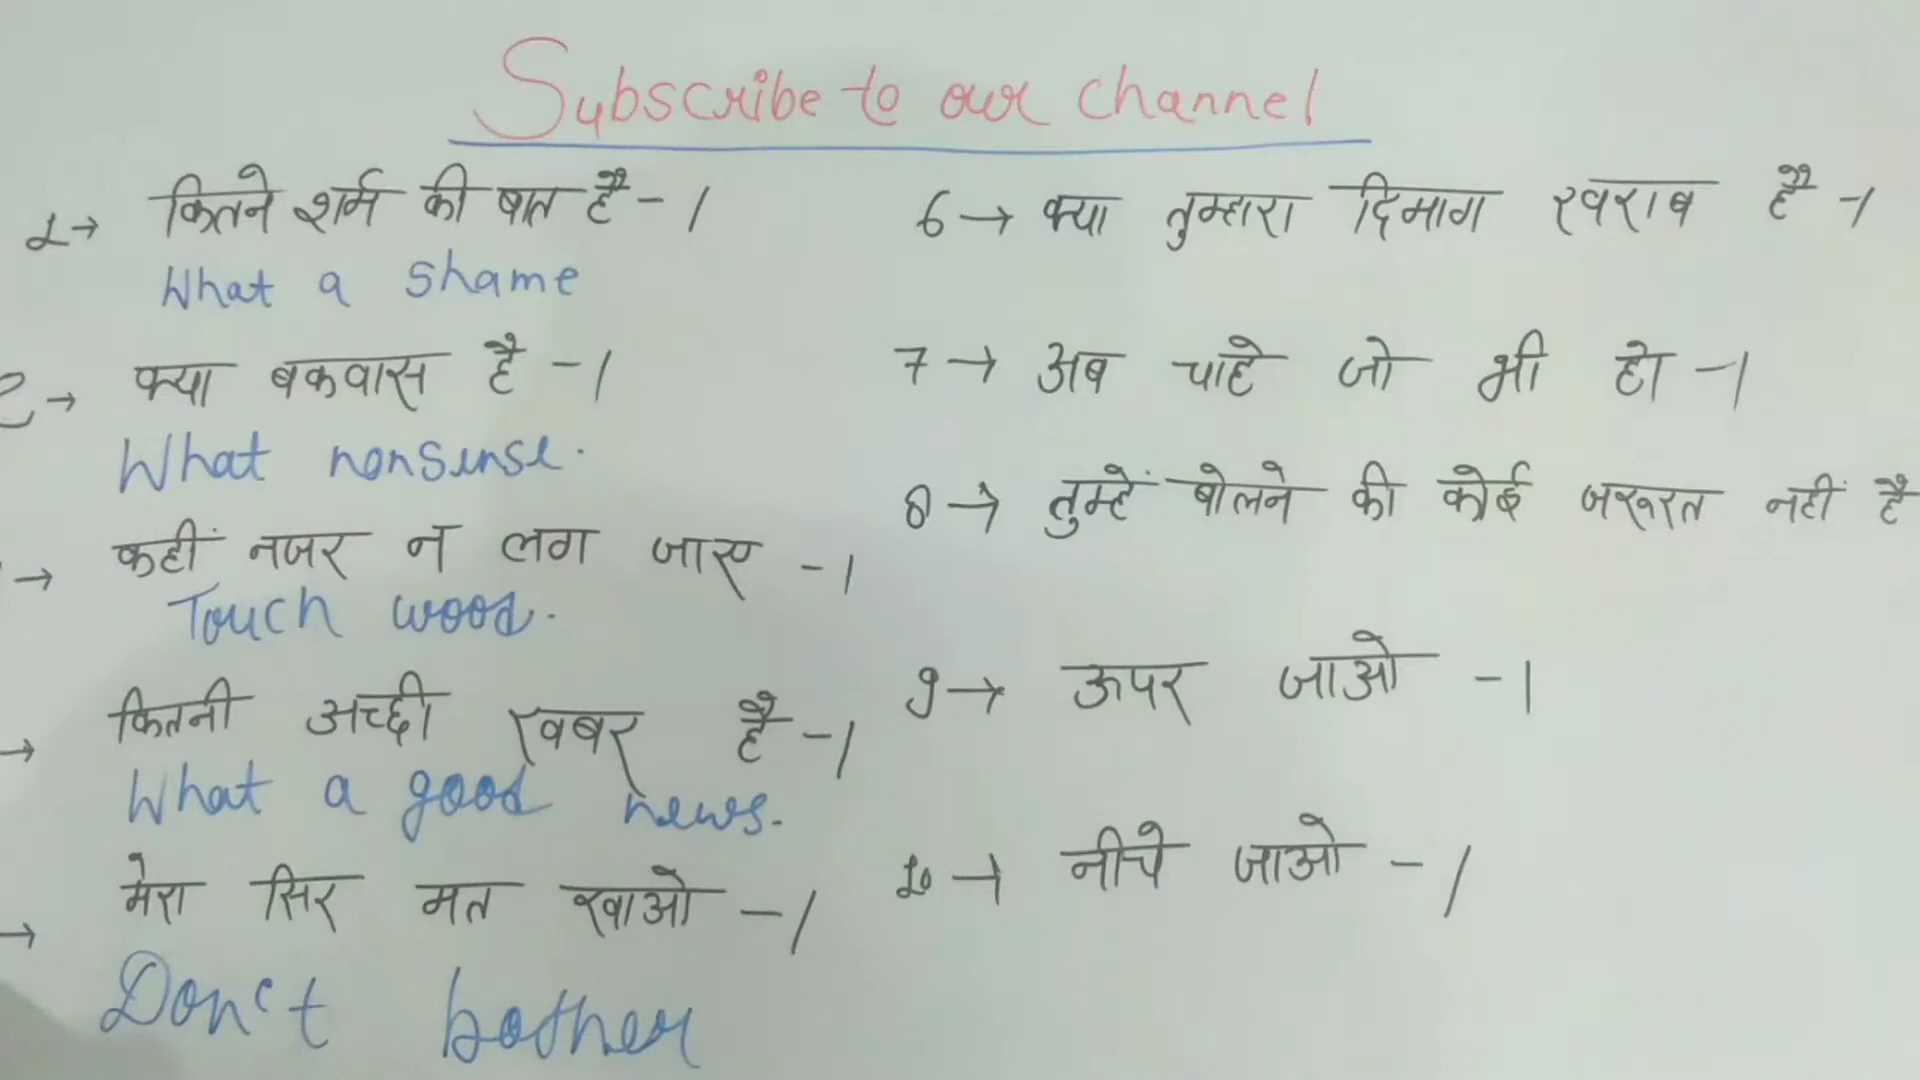 Subscribe to our channel
1→ कितने शर्म की बात है -।
What a shame
2→ क्या बकवास है -।
What nonsense.
→ कहीं नजर न लग जाए -।
Touch wood.
→ कितनी अच्छी खबर है -।
What a good news.
→ मेरा सिर मत खाओ -।
Don't bother
6→ क्या तुम्हारा दिमाग खराब है -।
7→ अब चाहे जो भी हो -।
8→ तुम्हें बोलने की कोई जरूरत नहीं है
9→ ऊपर जाओ -।
10→ नीचे जाओ -।